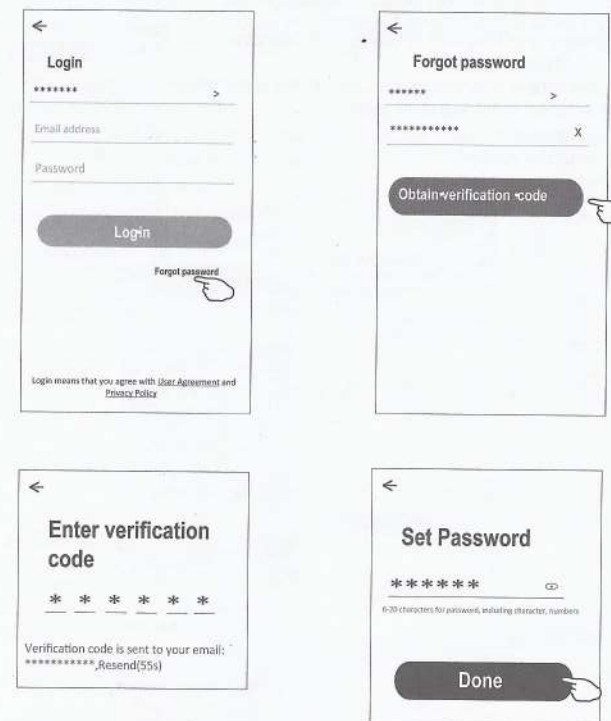 Login
******* >
Email address
Password
Login
Forgot password
Login means that you agree with User Agreement and
Privacy Policy
Forgot password
****** >
*********** X
Obtain verification code
Enter verification
code
* * * * * *
Verification code is sent to your email:
***********,Resend(55s)
Set Password
******
6-20 characters for password, including character, numbers
Done